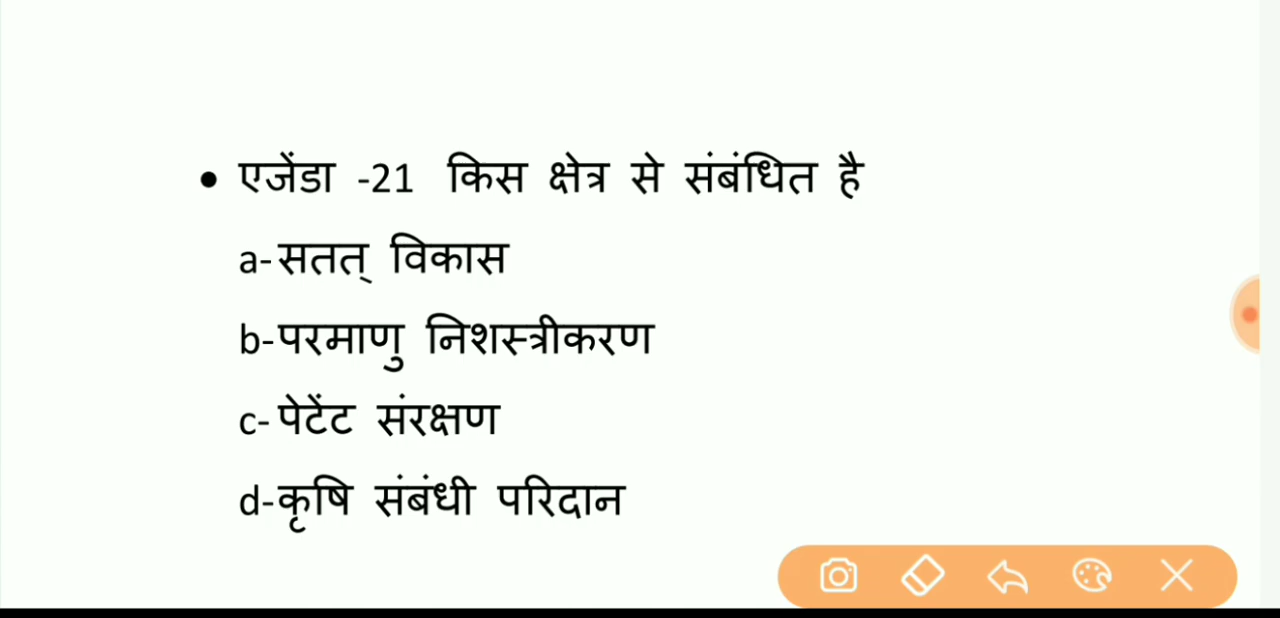 • एजेंडा -21 किस क्षेत्र से संबंधित है
a-सतत् विकास
b-परमाणु निशस्त्रीकरण
c-पेटेंट संरक्षण
d-कृषि संबंधी परिदान